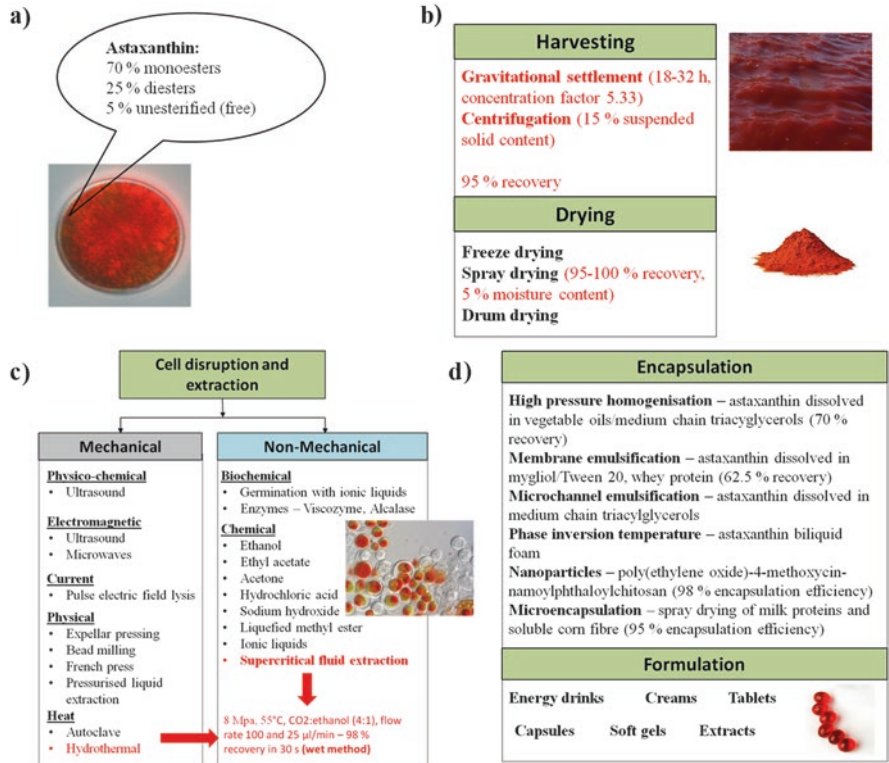 a)
Astaxanthin:
70 % monoesters
25 % diesters
5 % unesterified (free)
b)
Harvesting
Gravitational settlement (18-32 h,
concentration factor 5.33)
Centrifugation (15 % suspended
solid content)
95 % recovery
Drying
Freeze drying
Spray drying (95-100 % recovery,
5 % moisture content)
Drum drying
c)
Cell disruption and
extraction
Mechanical
Physico-chemical
• Ultrasound
Electromagnetic
• Ultrasound
• Microwaves
Current
• Pulse electric field lysis
Physical
• Expellar pressing
• Bead milling
• French press
• Pressurised liquid
extraction
Heat
• Autoclave
• Hydrothermal
Non-Mechanical
Biochemical
• Germination with ionic liquids
• Enzymes – Viscozyme, Alcalase
Chemical
• Ethanol
• Ethyl acetate
• Acetone
• Hydrochloric acid
• Sodium hydroxide
• Liquefied methyl ester
• Ionic liquids
• Supercritical fluid extraction
8 Mpa, 55°C, CO2:ethanol (4:1), flow
rate 100 and 25 µl/min – 98 %
recovery in 30 s (wet method)
d)
Encapsulation
High pressure homogenisation – astaxanthin dissolved
in vegetable oils/medium chain triacyglycerols (70 %
recovery)
Membrane emulsification – astaxanthin dissolved in
mygliol/Tween 20, whey protein (62.5 % recovery)
Microchannel emulsification – astaxanthin dissolved in
medium chain triacylglycerols
Phase inversion temperature – astaxanthin biliquid
foam
Nanoparticles – poly(ethylene oxide)-4-methoxycin-
namoylphthaloylchitosan (98 % encapsulation efficiency)
Microencapsulation – spray drying of milk proteins and
soluble corn fibre (95 % encapsulation efficiency)
Formulation
Energy drinks Creams Tablets
Capsules Soft gels Extracts